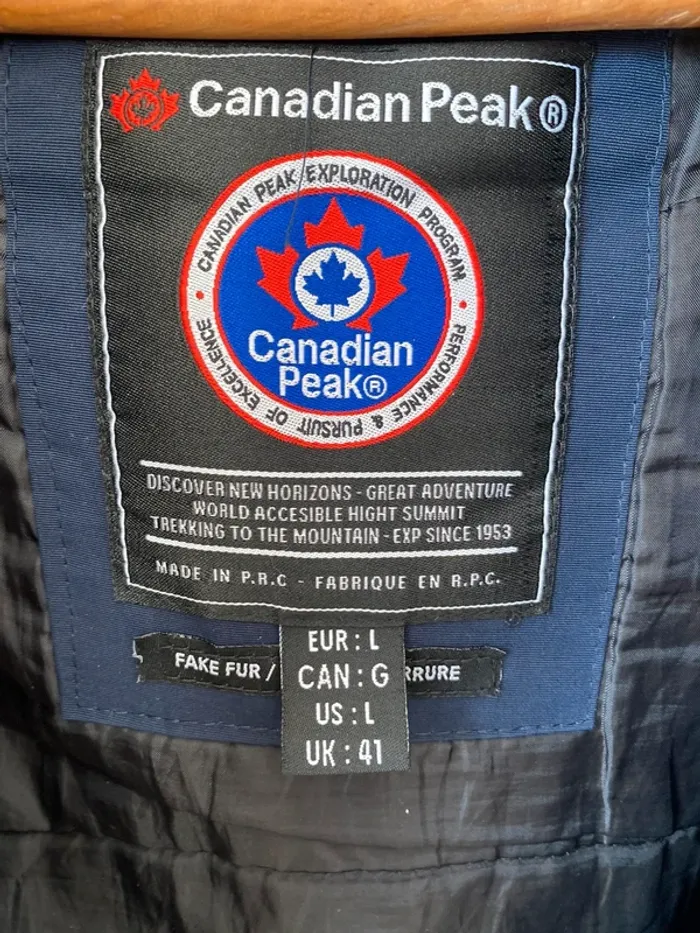 Canadian Peak®
CANADIAN PEAK EXPLORATION PROGRAM • PERFORMANCE & PURSUIT OF EXCELLENCE •
Canadian
Peak®
DISCOVER NEW HORIZONS - GREAT ADVENTURE
WORLD ACCESIBLE HIGHT SUMMIT
TREKKING TO THE MOUNTAIN - EXP SINCE 1953
MADE IN P.R.C - FABRIQUE EN R.P.C.
FAKE FUR / RRURE
EUR : L
CAN : G
US : L
UK : 41